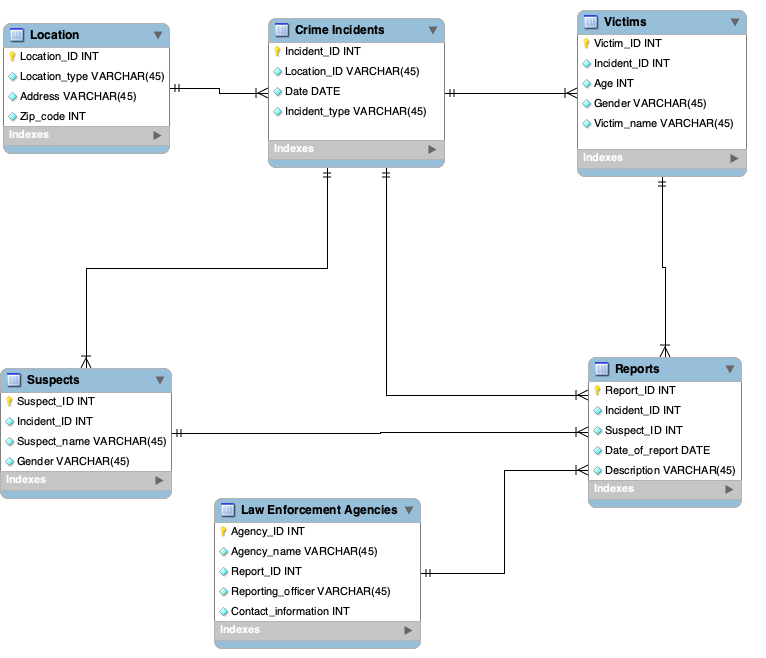 Location
Location_ID INT
Location_type VARCHAR(45)
Address VARCHAR(45)
Zip_code INT
Indexes
Crime Incidents
Incident_ID INT
Location_ID VARCHAR(45)
Date DATE
Incident_type VARCHAR(45)
Indexes
Victims
Victim_ID INT
Incident_ID INT
Age INT
Gender VARCHAR(45)
Victim_name VARCHAR(45)
Indexes
Suspects
Suspect_ID INT
Incident_ID INT
Suspect_name VARCHAR(45)
Gender VARCHAR(45)
Indexes
Reports
Report_ID INT
Incident_ID INT
Suspect_ID INT
Date_of_report DATE
Description VARCHAR(45)
Indexes
Law Enforcement Agencies
Agency_ID INT
Agency_name VARCHAR(45)
Report_ID INT
Reporting_officer VARCHAR(45)
Contact_information INT
Indexes